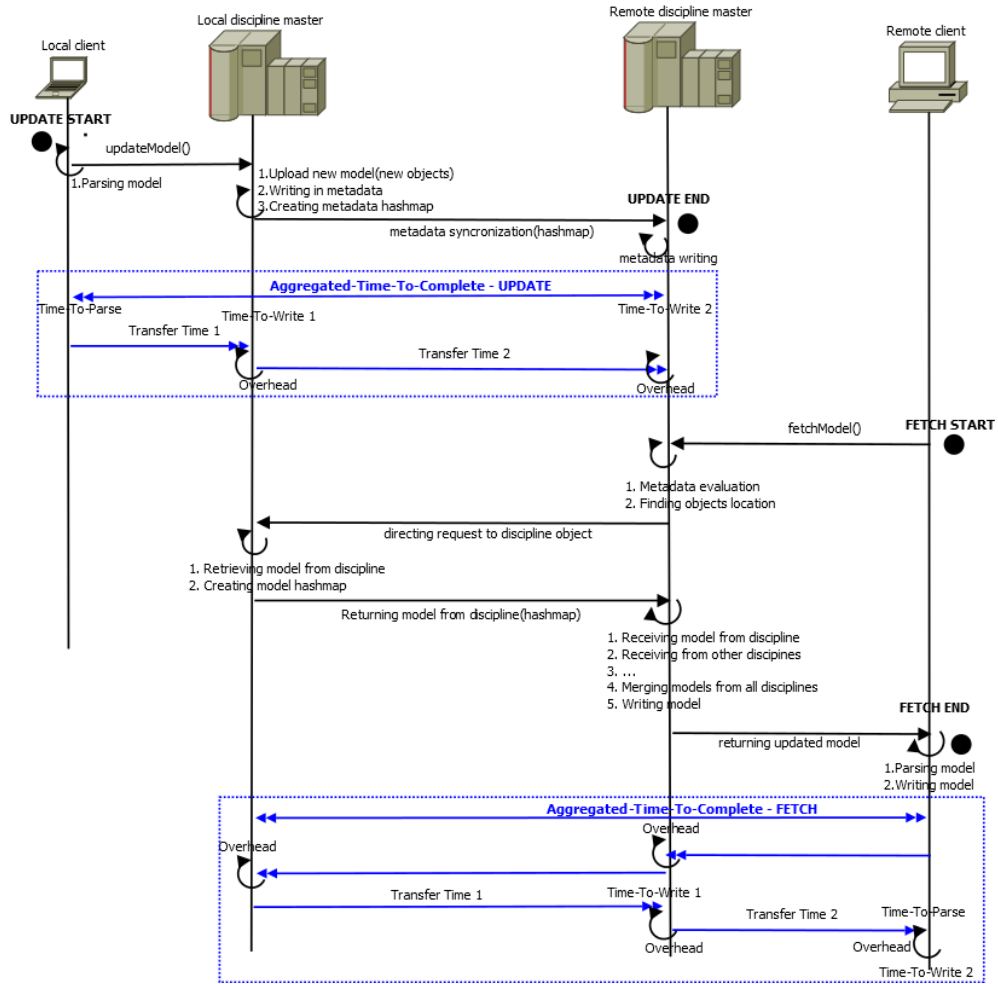 Local discipline master
Remote discipline master
Local client
Remote client
UPDATE START
updateModel()
1.Parsing model
1.Upload new model(new objects)
2.Writing in metadata
3.Creating metadata hashmap
UPDATE END
metadata syncronization(hashmap)
metadata writing
Aggregated-Time-To-Complete - UPDATE
Time-To-Parse
Time-To-Write 1
Time-To-Write 2
Transfer Time 1
Transfer Time 2
Overhead
Overhead
fetchModel()
FETCH START
1. Metadata evaluation
2. Finding objects location
directing request to discipline object
1. Retrieving model from discipline
2. Creating model hashmap
Returning model from discipline(hashmap)
1. Receiving model from discipline
2. Receiving from other discipines
3. ...
4. Merging models from all disciplines
5. Writing model
FETCH END
returning updated model
1.Parsing model
2.Writing model
Aggregated-Time-To-Complete - FETCH
Overhead
Overhead
Transfer Time 1
Time-To-Write 1
Transfer Time 2
Time-To-Parse
Overhead
Overhead
Time-To-Write 2